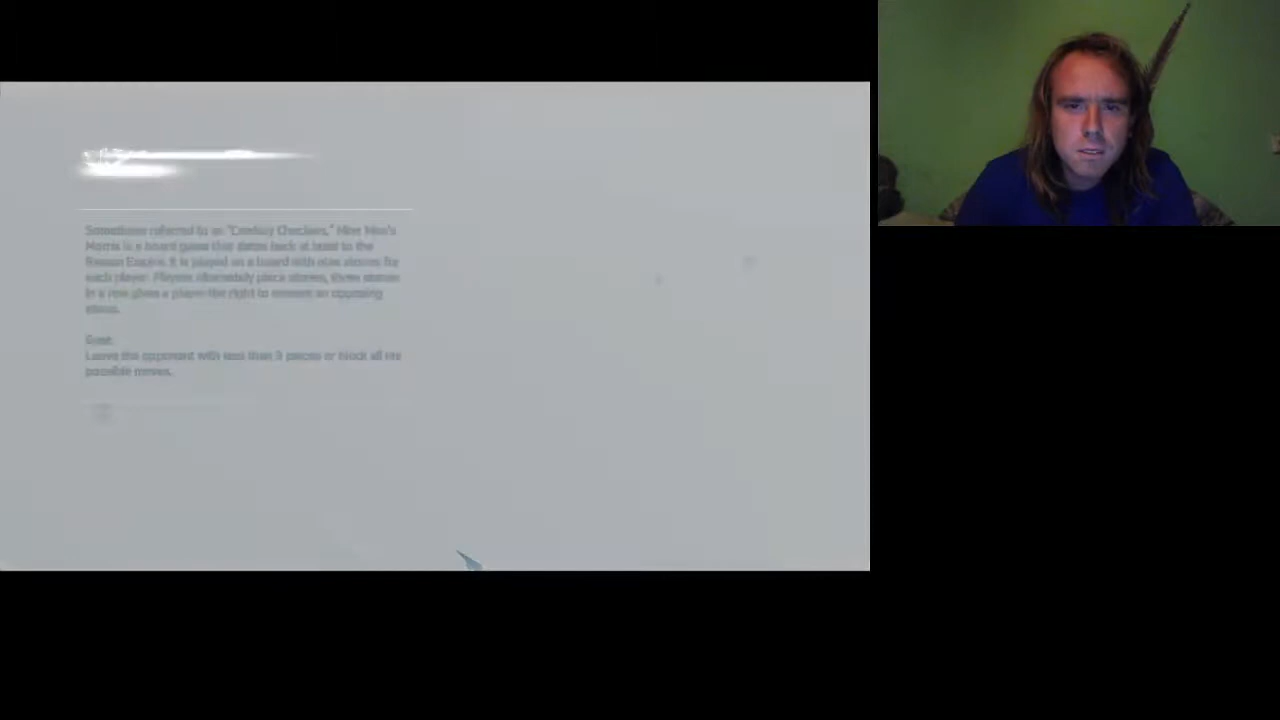 Sometimes referred to as "Cowboy Checkers," Nine Men's
Morris is a board game that dates back at least to the
Roman Empire. It is played on a board with nine stones for
each player. Players alternately place stones, three stones
in a row gives a player the right to remove an opposing
stone.
Goal:
Leave the opponent with less than 3 pieces or block all his
possible moves.